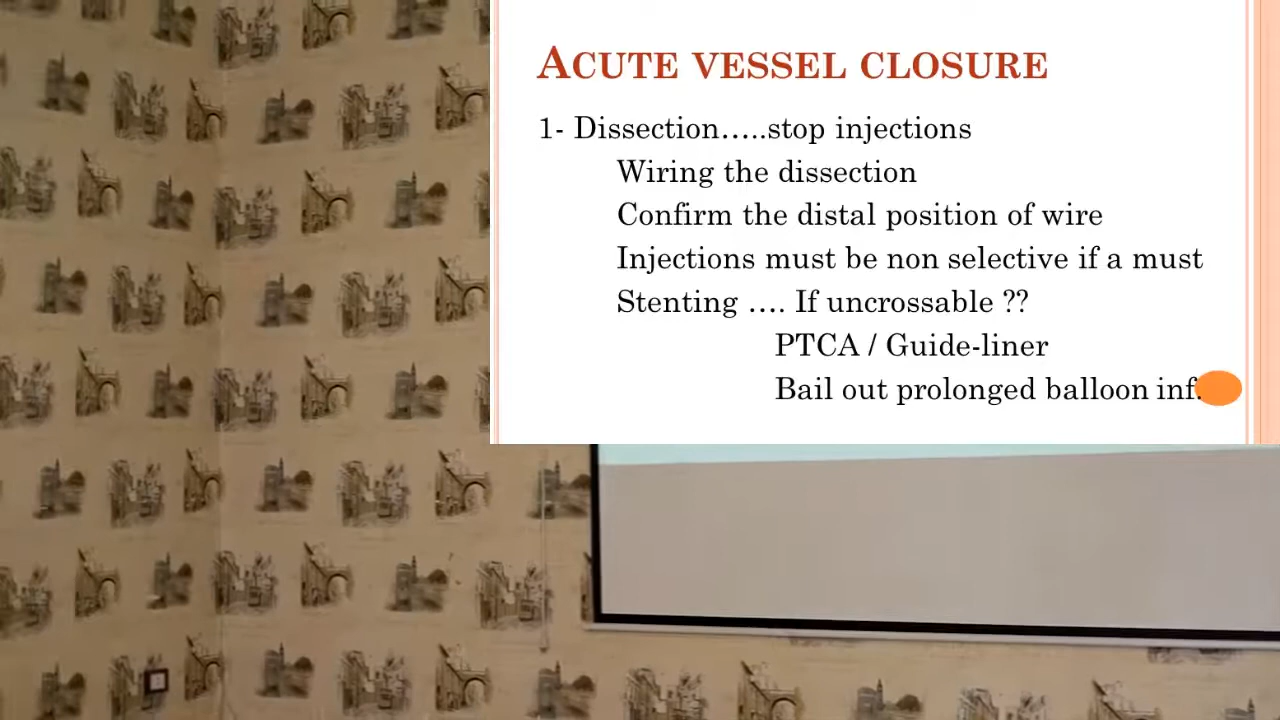 ACUTE VESSEL CLOSURE
1- Dissection…..stop injections
Wiring the dissection
Confirm the distal position of wire
Injections must be non selective if a must
Stenting …. If uncrossable ??
PTCA / Guide-liner
Bail out prolonged balloon inf.